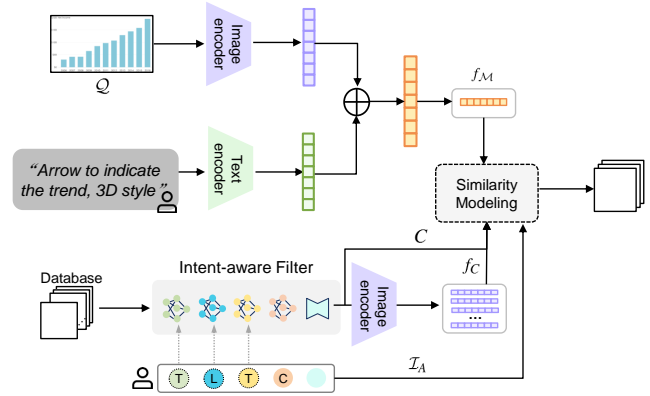 Image
encoder
Q
f_M
"Arrow to indicate
the trend, 3D style"
Text
encoder
Similarity
Modeling
C
f_C
Database
Intent-aware Filter
Image
encoder
...
T
L
T
C
I_A